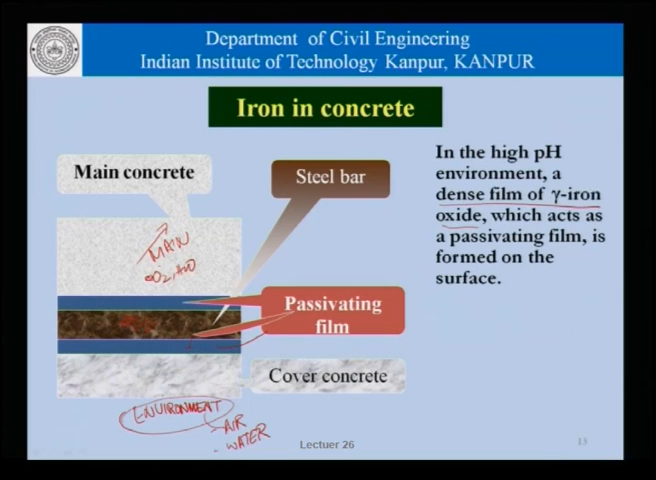 Department of Civil Engineering
Indian Institute of Technology Kanpur, KANPUR
Iron in concrete
Main concrete
Steel bar
In the high pH
environment, a
dense film of γ-iron
oxide, which acts as
a passivating film, is
formed on the
surface.
MAIN
Passivating
film
Cover concrete
ENVIRONMENT
- AIR
- WATER
Lectuer 26
13